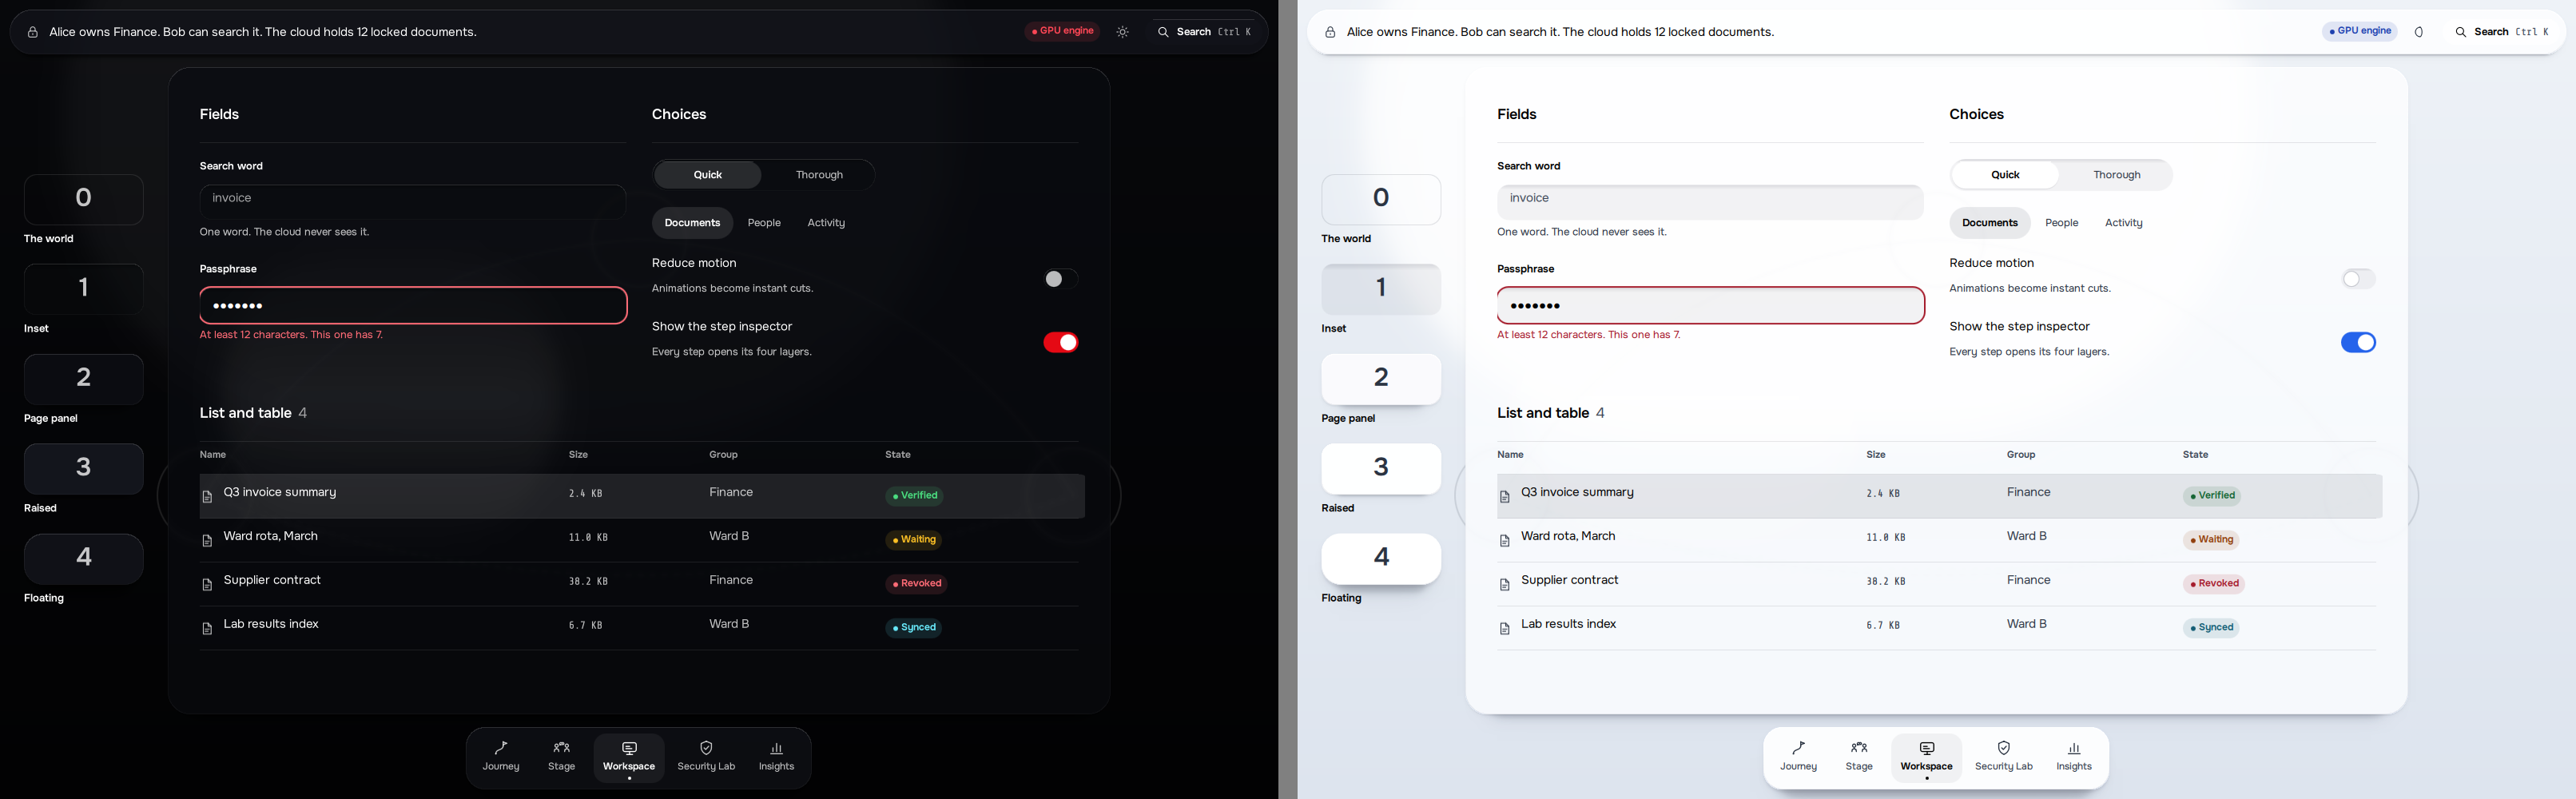 Alice owns Finance. Bob can search it. The cloud holds 12 locked documents.
GPU engine
Search Ctrl K
0
The world
1
Inset
2
Page panel
3
Raised
4
Floating
Fields
Search word
invoice
One word. The cloud never sees it.
Passphrase
•••••••
At least 12 characters. This one has 7.
Choices
Quick Thorough
Documents People Activity
Reduce motion
Animations become instant cuts.
Show the step inspector
Every step opens its four layers.
List and table 4
Name Size Group State
Q3 invoice summary 2.4 KB Finance Verified
Ward rota, March 11.0 KB Ward B Waiting
Supplier contract 38.2 KB Finance Revoked
Lab results index 6.7 KB Ward B Synced
Journey Stage Workspace Security Lab Insights
Alice owns Finance. Bob can search it. The cloud holds 12 locked documents.
GPU engine
Search Ctrl K
0
The world
1
Inset
2
Page panel
3
Raised
4
Floating
Fields
Search word
invoice
One word. The cloud never sees it.
Passphrase
•••••••
At least 12 characters. This one has 7.
Choices
Quick Thorough
Documents People Activity
Reduce motion
Animations become instant cuts.
Show the step inspector
Every step opens its four layers.
List and table 4
Name Size Group State
Q3 invoice summary 2.4 KB Finance Verified
Ward rota, March 11.0 KB Ward B Waiting
Supplier contract 38.2 KB Finance Revoked
Lab results index 6.7 KB Ward B Synced
Journey Stage Workspace Security Lab Insights